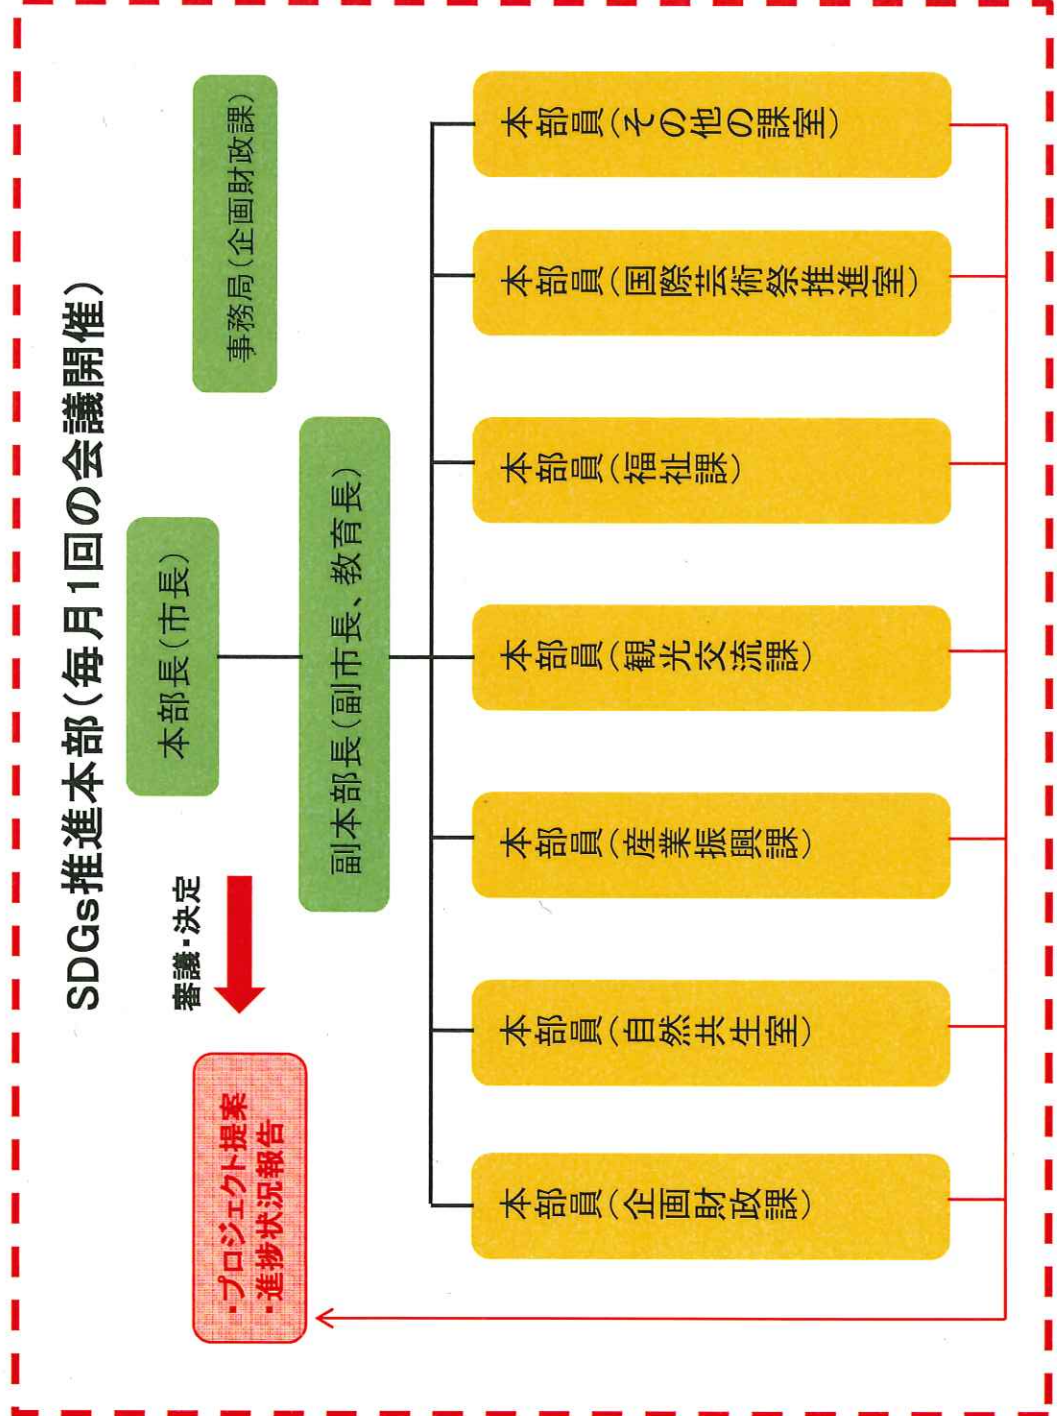 SDGs推進本部(毎月1回の会議開催)
本部長(市長)
事務局(企画財政課)
審議・決定
・プロジェクト提案
・進捗状況報告
副本部長(副市長、教育長)
本部員(企画財政課)
本部員(自然共生室)
本部員(産業振興課)
本部員(観光交流課)
本部員(福祉課)
本部員(国際芸術祭推進室)
本部員(その他の課室)